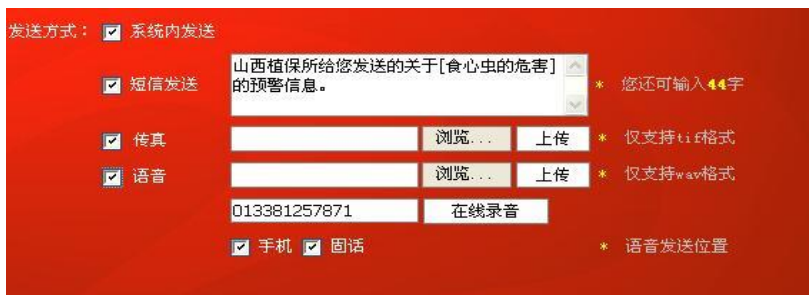 发送方式： 系统内发送
短信发送 山西植保所给您发送的关于[食心虫的危害]
的预警信息。 * 您还可输入44字
传真 浏览... 上传 * 仅支持tif格式
语音 浏览... 上传 * 仅支持wav格式
013381257871 在线录音
手机 固话 * 语音发送位置